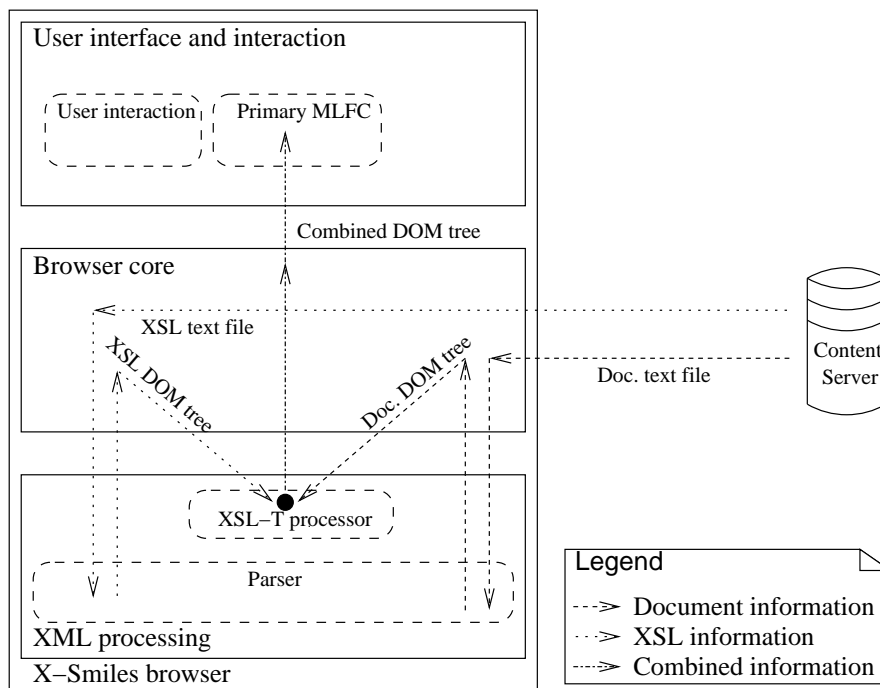 User interface and interaction
User interaction
Primary MLFC
Combined DOM tree
Browser core
XSL text file
XSL DOM tree
Doc. DOM tree
Doc. text file
Content
Server
XSL−T processor
Parser
XML processing
X−Smiles browser
Legend
Document information
XSL information
Combined information